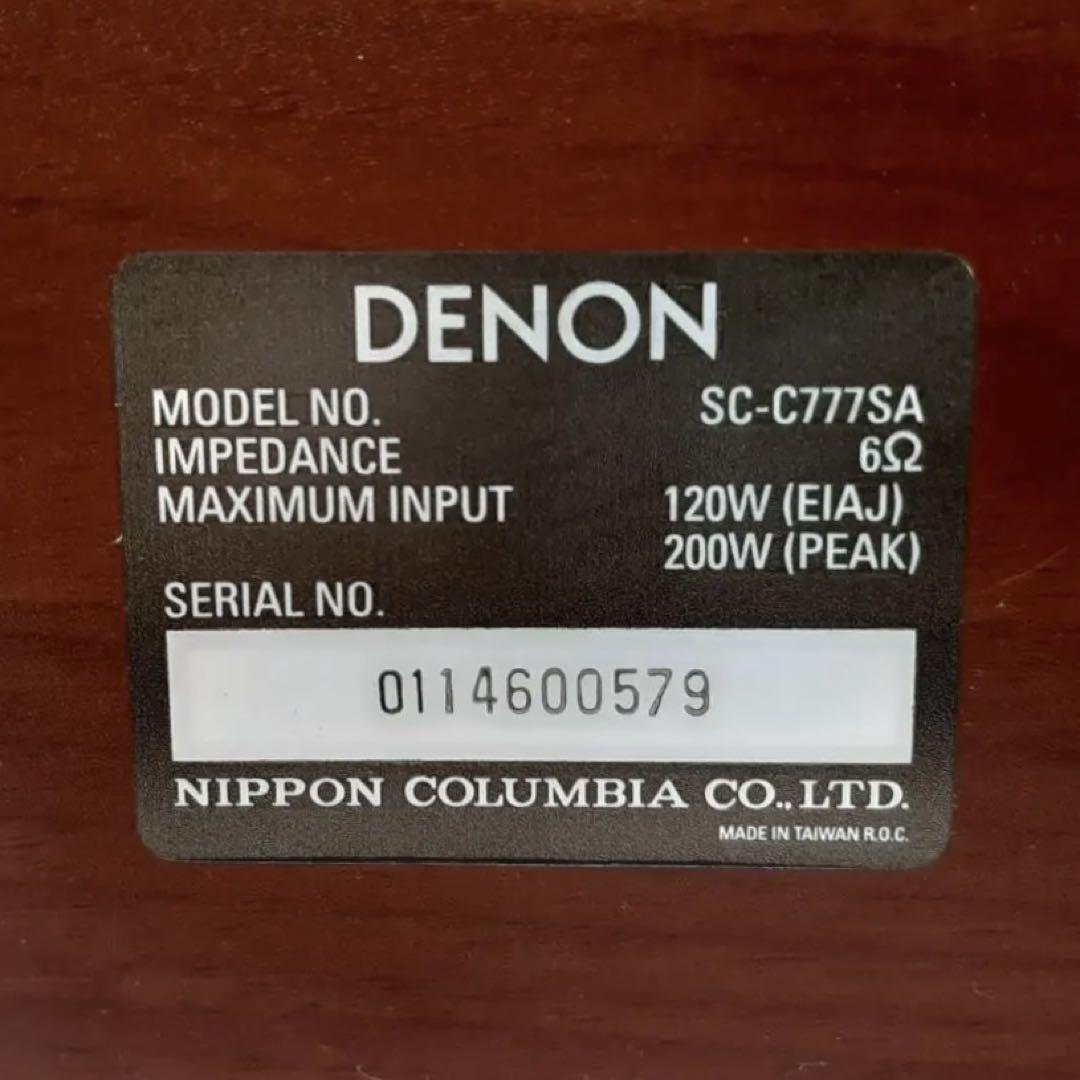 DENON
MODEL NO. SC-C777SA
IMPEDANCE 6Ω
MAXIMUM INPUT 120W (EIAJ)
200W (PEAK)
SERIAL NO.
0114600579
NIPPON COLUMBIA CO., LTD.
MADE IN TAIWAN R.O.C.